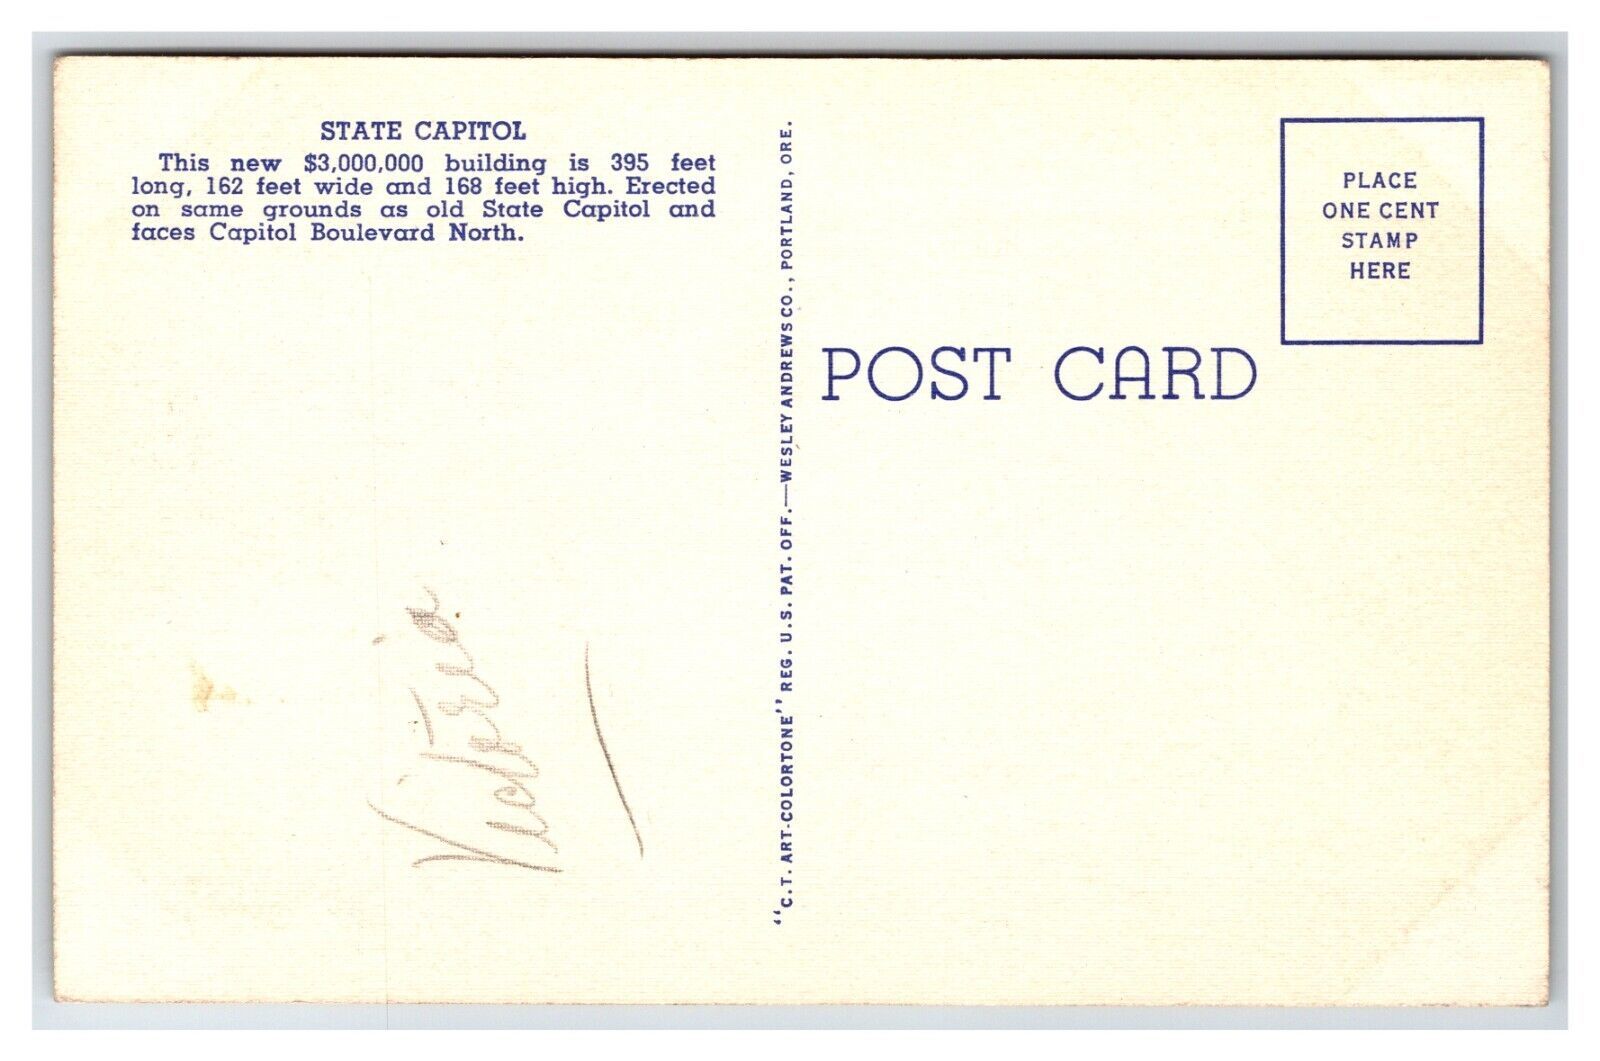 STATE CAPITOL
This new $3,000,000 building is 395 feet
long, 162 feet wide and 168 feet high. Erected
on same grounds as old State Capitol and
faces Capitol Boulevard North.
"C.T. ART-COLORTONE" REG. U.S. PAT. OFF.—WESLEY ANDREWS CO., PORTLAND, ORE.
POST CARD
PLACE
ONE CENT
STAMP
HERE
Victoria